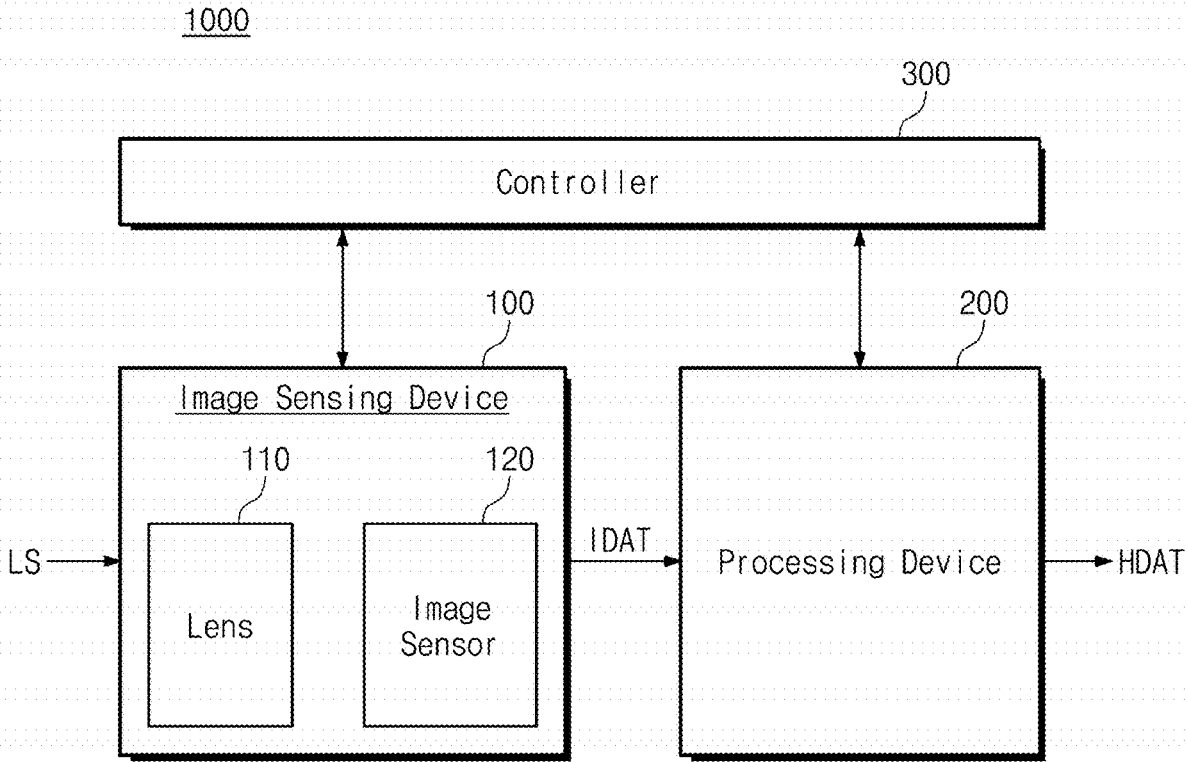 1000
300
Controller
100
200
Image Sensing Device
110
120
LS
Lens
Image
Sensor
IDAT
Processing Device
HDAT